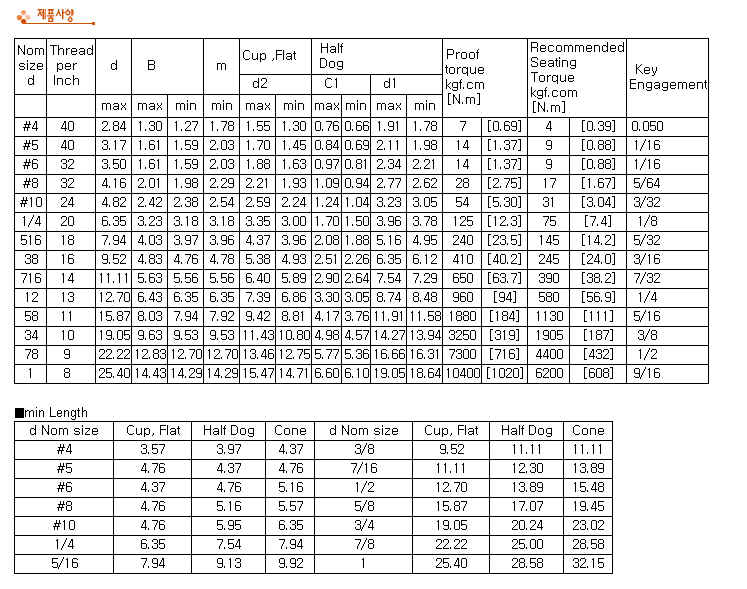 제품사양
Nom size d Thread per Inch d B m Cup ,Flat Half Dog Proof torque kgf.cm [N.m] Recommended Seating Torque kgf.com [N.m] Key Engagement
d2 C1 d1
max max min max max min max min max min
#4 40 2.84 1.30 1.27 1.78 1.55 1.30 0.76 0.66 1.91 1.78 7 [0.69] 4 [0.39] 0.050
#5 40 3.17 1.61 1.59 2.03 1.70 1.45 0.84 0.69 2.11 1.98 14 [1.37] 9 [0.88] 1/16
#6 32 3.50 1.61 1.59 2.03 1.88 1.63 0.97 0.81 2.34 2.21 14 [1.37] 9 [0.88] 1/16
#8 32 4.16 2.01 1.98 2.29 2.21 1.93 1.09 0.94 2.77 2.62 28 [2.75] 17 [1.67] 5/64
#10 24 4.82 2.42 2.38 2.54 2.59 2.24 1.24 1.04 3.23 3.05 54 [5.30] 31 [3.04] 3/32
1/4 20 6.35 3.23 3.18 3.18 3.35 3.00 1.70 1.50 3.96 3.78 125 [12.3] 75 [7.4] 1/8
516 18 7.94 4.03 3.97 3.96 4.37 3.96 2.08 1.88 5.16 4.95 240 [23.5] 145 [14.2] 5/32
38 16 9.52 4.83 4.76 4.78 5.38 4.93 2.51 2.26 6.35 6.12 410 [40.2] 245 [24.0] 3/16
716 14 11.11 5.63 5.56 5.56 6.40 5.89 2.90 2.64 7.54 7.29 650 [63.7] 390 [38.2] 7/32
12 13 12.70 6.43 6.35 6.35 7.39 6.86 3.30 3.05 8.74 8.48 960 [94] 580 [56.9] 1/4
58 11 15.87 8.03 7.94 7.92 9.42 8.81 4.17 3.76 11.91 11.58 1880 [184] 1130 [111] 5/16
34 10 19.05 9.63 9.53 9.53 11.43 10.80 4.98 4.57 14.27 13.94 3250 [319] 1905 [187] 3/8
78 9 22.22 12.83 12.70 12.70 13.46 12.75 5.77 5.36 16.66 16.31 7300 [716] 4400 [432] 1/2
1 8 25.40 14.43 14.29 14.29 15.47 14.71 6.60 6.10 19.05 18.64 10400 [1020] 6200 [608] 9/16
■min Length
d Nom size Cup, Flat Half Dog Cone d Nom size Cup, Flat Half Dog Cone
#4 3.57 3.97 4.37 3/8 9.52 11.11 11.11
#5 4.76 4.37 4.76 7/16 11.11 12.30 13.89
#6 4.37 4.76 5.16 1/2 12.70 13.89 15.48
#8 4.76 5.16 5.57 5/8 15.87 17.07 19.45
#10 4.76 5.95 6.35 3/4 19.05 20.24 23.02
1/4 6.35 7.54 7.94 7/8 22.22 25.00 28.58
5/16 7.94 9.13 9.92 1 25.40 28.58 32.15